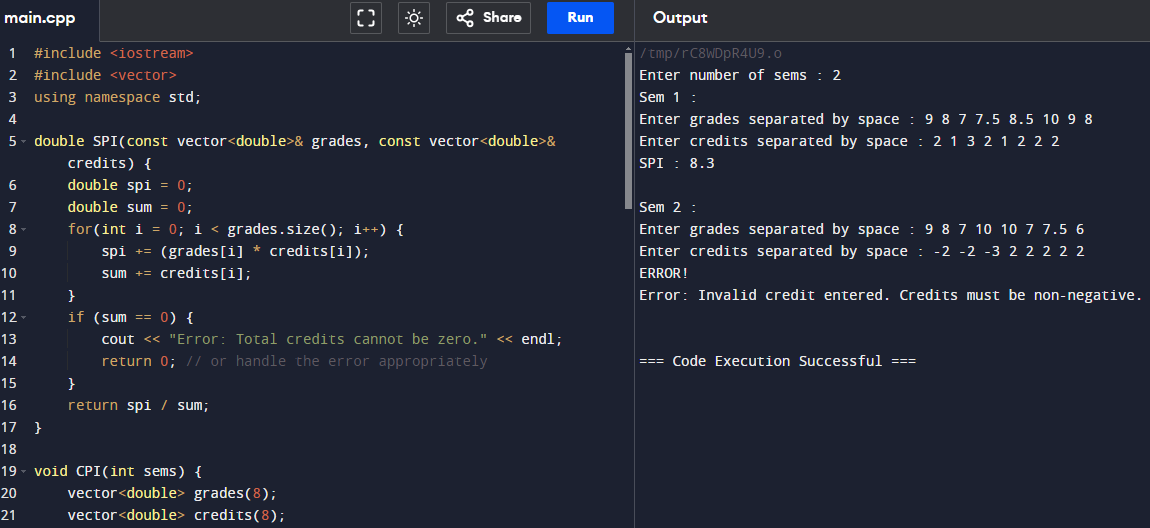 main.cpp
Share
Run
Output
1 #include <iostream>
2 #include <vector>
3 using namespace std;
4
5 double SPI(const vector<double>& grades, const vector<double>&
credits) {
6 double spi = 0;
7 double sum = 0;
8 for(int i = 0; i < grades.size(); i++) {
9 spi += (grades[i] * credits[i]);
10 sum += credits[i];
11 }
12 if (sum == 0) {
13 cout << "Error: Total credits cannot be zero." << endl;
14 return 0; // or handle the error appropriately
15 }
16 return spi / sum;
17 }
18
19 void CPI(int sems) {
20 vector<double> grades(8);
21 vector<double> credits(8);
/tmp/rC8WDpR4U9.o
Enter number of sems : 2
Sem 1 :
Enter grades separated by space : 9 8 7 7.5 8.5 10 9 8
Enter credits separated by space : 2 1 3 2 1 2 2 2
SPI : 8.3
Sem 2 :
Enter grades separated by space : 9 8 7 10 10 7 7.5 6
Enter credits separated by space : -2 -2 -3 2 2 2 2 2
ERROR!
Error: Invalid credit entered. Credits must be non-negative.
=== Code Execution Successful ===